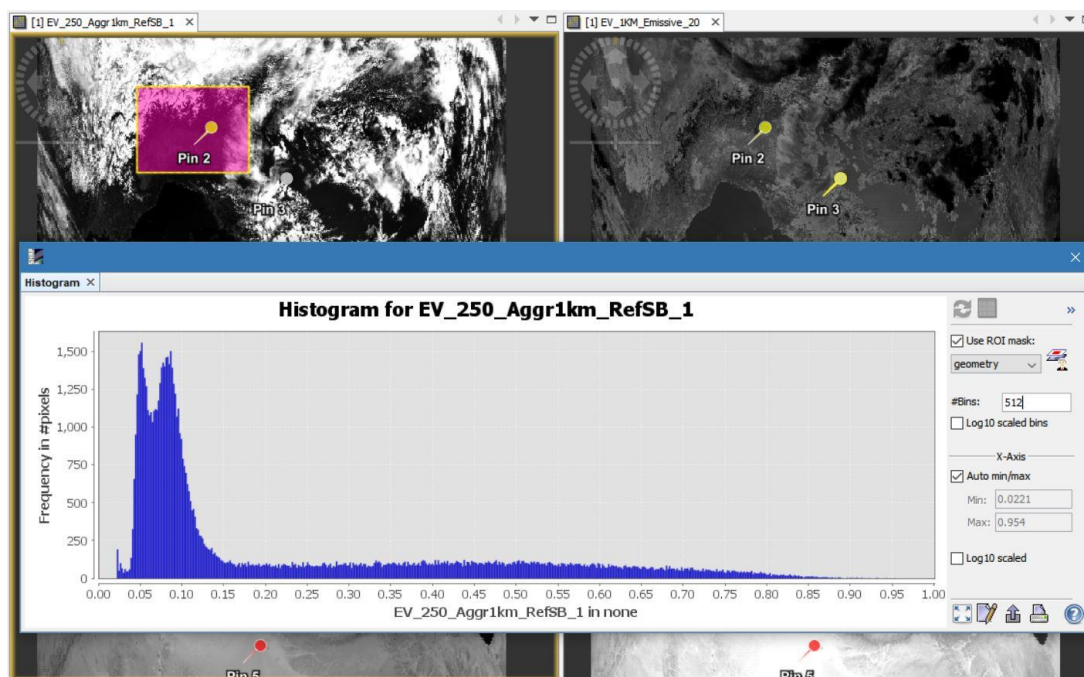 [1] EV_250_Aggr1km_RefSB_1
[1] EV_1KM_Emissive_20
Pin 2
Pin 3
Pin 2
Pin 3
Histogram
Histogram for EV_250_Aggr1km_RefSB_1
Frequency in #pixels
1,500
1,250
1,000
750
500
250
0
0.00 0.05 0.10 0.15 0.20 0.25 0.30 0.35 0.40 0.45 0.50 0.55 0.60 0.65 0.70 0.75 0.80 0.85 0.90 0.95 1.00
EV_250_Aggr1km_RefSB_1 in none
»
Use ROI mask:
geometry
#Bins: 512
Log10 scaled bins
X-Axis
Auto min/max
Min: 0.0221
Max: 0.954
Log10 scaled
Pin 5
Pin 5